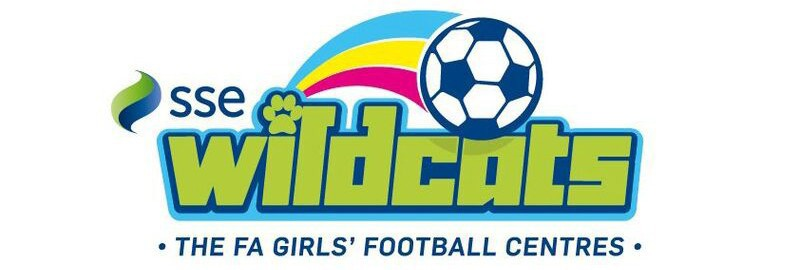 sse
wildcats
• THE FA GIRLS' FOOTBALL CENTRES •